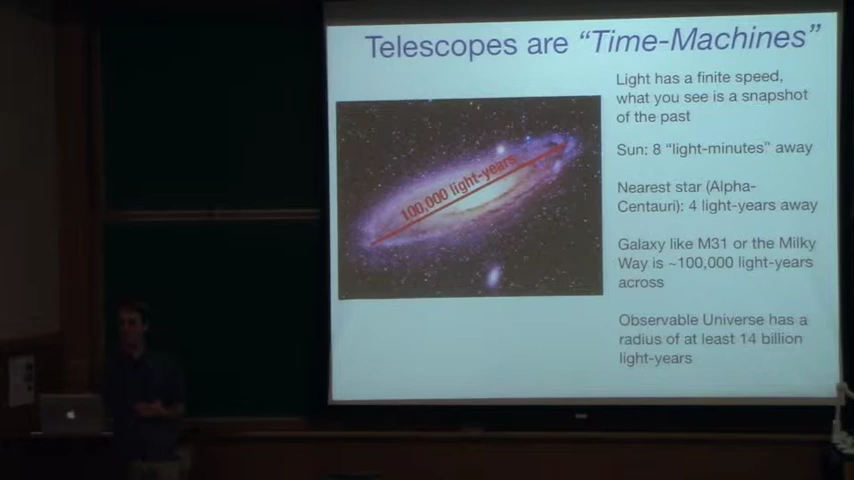 Telescopes are “Time-Machines”
100,000 light-years
Light has a finite speed,
what you see is a snapshot
of the past
Sun: 8 “light-minutes” away
Nearest star (Alpha-
Centauri): 4 light-years away
Galaxy like M31 or the Milky
Way is ~100,000 light-years
across
Observable Universe has a
radius of at least 14 billion
light-years